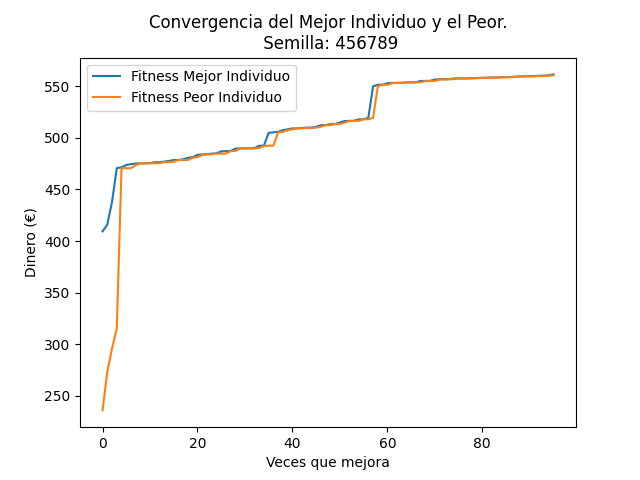 Convergencia del Mejor Individuo y el Peor.
Semilla: 456789
Fitness Mejor Individuo
Fitness Peor Individuo
Dinero (€)
550
500
450
400
350
300
250
0 20 40 60 80
Veces que mejora